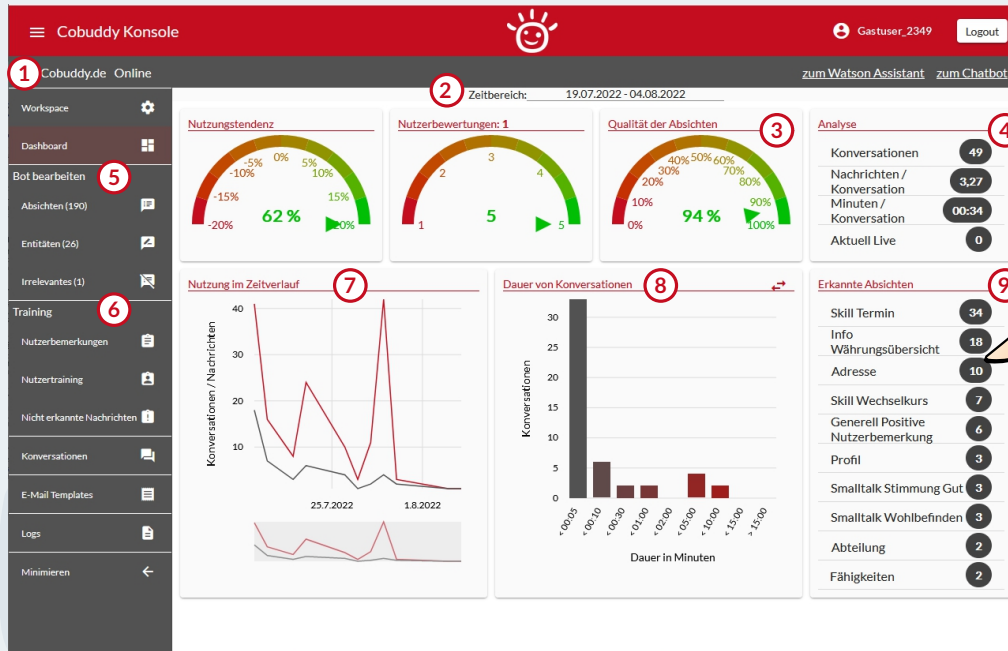 Cobuddy Konsole
Gastuser_2349
Logout
1
Cobuddy.de Online
zum Watson Assistant
zum Chatbot
2
Zeitbereich: 19.07.2022 - 04.08.2022
Workspace
Dashboard
Bot bearbeiten
5
Absichten (190)
Entitäten (26)
Irrelevantes (1)
Training
6
Nutzerbemerkungen
Nutzertraining
Nicht erkannte Nachrichten
Konversationen
E-Mail Templates
Logs
Minimieren
Nutzungstendenz
-20%
-15%
-10%
-5%
0%
5%
10%
15%
20%
62 %
Nutzerbewertungen: 1
1
2
3
4
5
5
Qualität der Absichten
3
0%
10%
20%
30%
40%
50%
60%
70%
80%
90%
100%
94 %
Analyse
4
Konversationen 49
Nachrichten /
Konversation 3,27
Minuten /
Konversation 00:34
Aktuell Live 0
Nutzung im Zeitverlauf
7
Konversationen / Nachrichten
40
30
20
10
25.7.2022
1.8.2022
Dauer von Konversationen
8
Konversationen
30
25
20
15
10
5
0
< 00:05
< 00:10
< 00:30
< 01:00
< 02:00
< 05:00
< 10:00
< 15:00
> 15:00
Dauer in Minuten
Erkannte Absichten
9
Skill Termin 34
Info
Währungsübersicht 18
Adresse 10
Skill Wechselkurs 7
Generell Positive
Nutzerbemerkung 6
Profil 3
Smalltalk Stimmung Gut 3
Smalltalk Wohlbefinden 3
Abteilung 2
Fähigkeiten 2